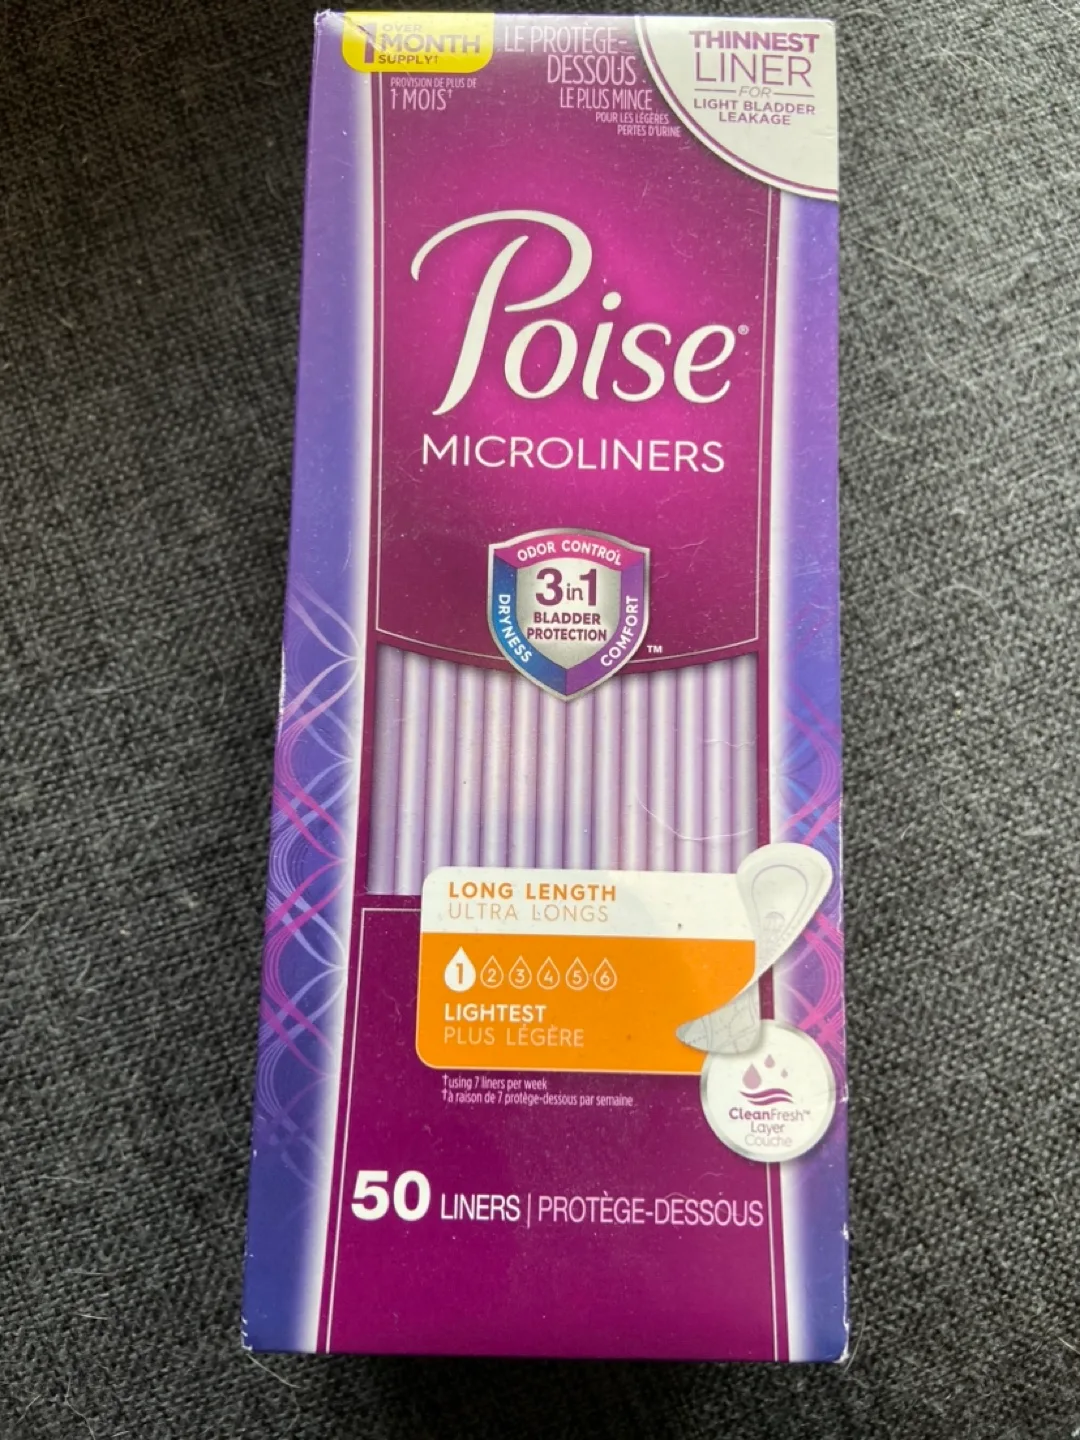 1 OVER
MONTH
SUPPLY†
PROVISION DE PLUS DE
1 MOIS†
LE PROTÈGE-
DESSOUS
LE PLUS MINCE
POUR LES LÉGÈRES
PERTES D'URINE
THINNEST
LINER
FOR
LIGHT BLADDER
LEAKAGE
Poise®
MICROLINERS
ODOR CONTROL
3in1
BLADDER
PROTECTION
DRYNESS
COMFORT
™
LONG LENGTH
ULTRA LONGS
1 2 3 4 5 6
LIGHTEST
PLUS LÉGÈRE
†using 7 liners per week
†à raison de 7 protège-dessous par semaine
CleanFresh™
Layer
Couche
50 LINERS | PROTÈGE-DESSOUS